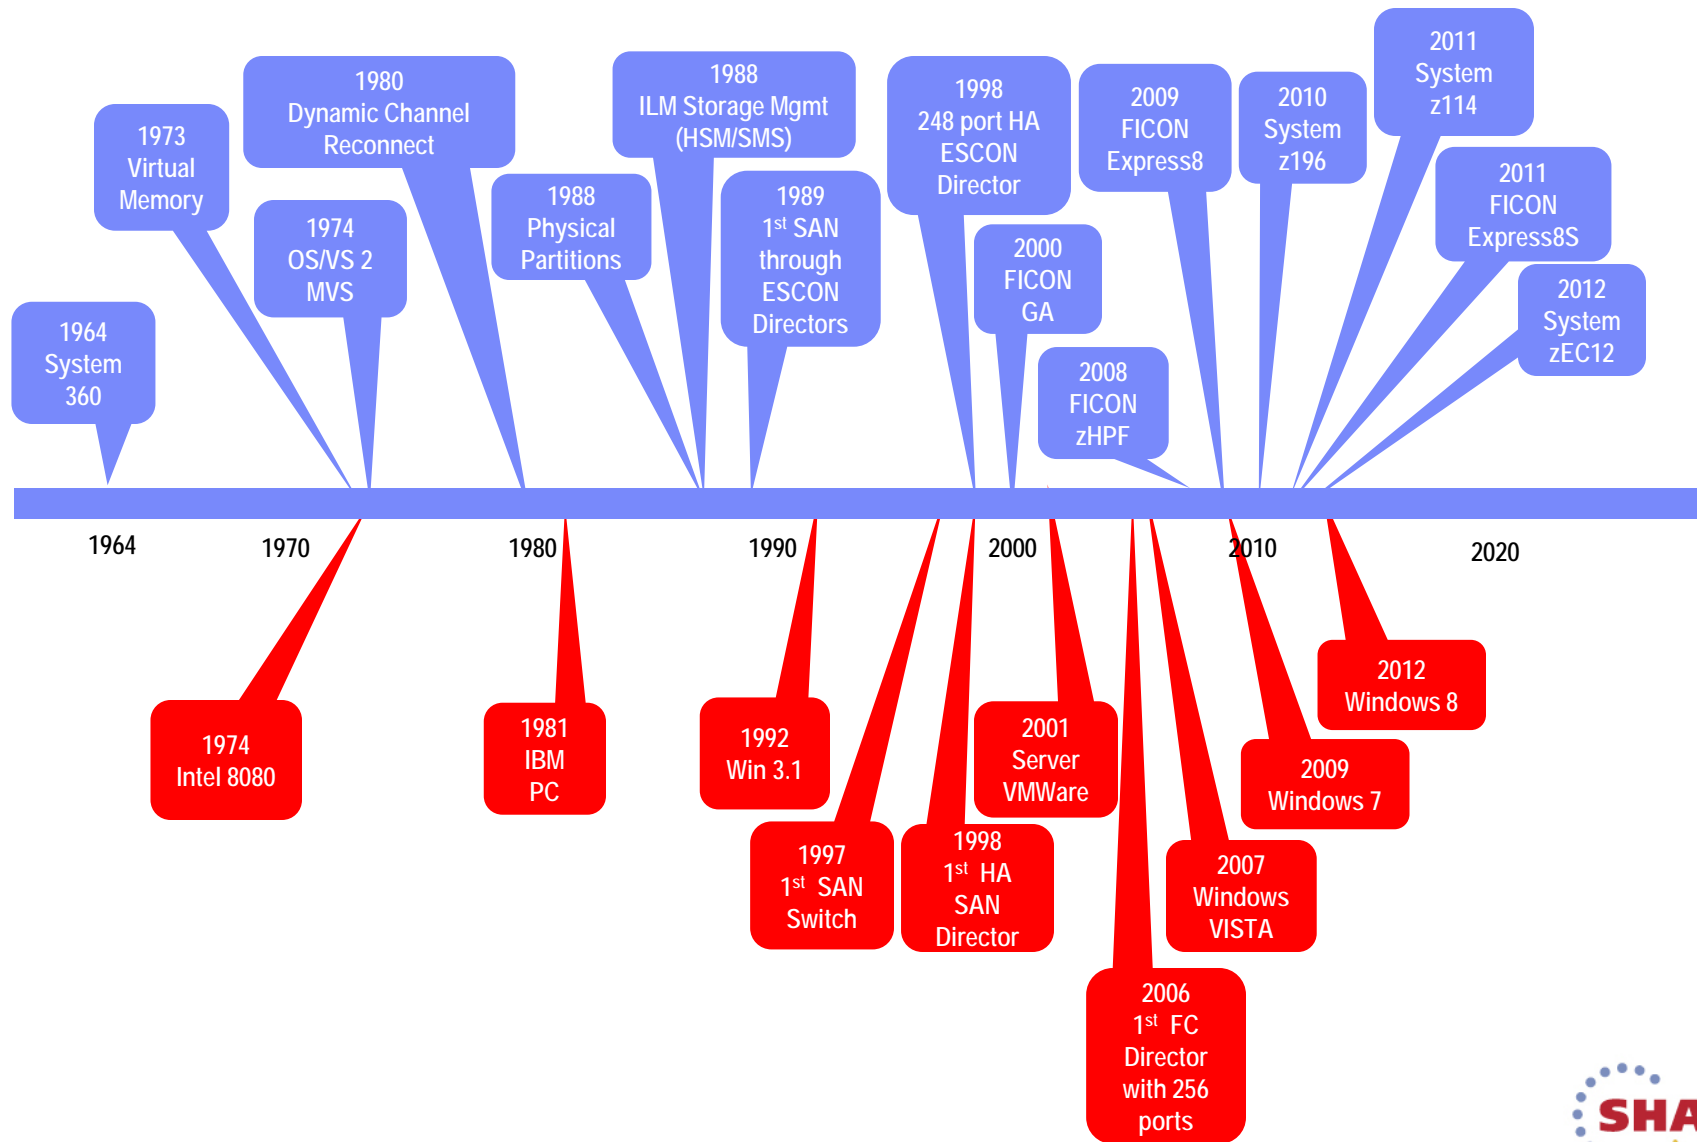 1964
System
360
1973
Virtual
Memory
1974
OS/VS 2
MVS
1980
Dynamic Channel
Reconnect
1988
Physical
Partitions
1988
ILM Storage Mgmt
(HSM/SMS)
1989
1st SAN
through
ESCON
Directors
1998
248 port HA
ESCON
Director
2000
FICON
GA
2008
FICON
zHPF
2009
FICON
Express8
2010
System
z196
2011
System
z114
2011
FICON
Express8S
2012
System
zEC12
1964 1970 1980 1990 2000 2010 2020
1974
Intel 8080
1981
IBM
PC
1992
Win 3.1
1997
1st SAN
Switch
1998
1st HA
SAN
Director
2001
Server
VMWare
2006
1st FC
Director
with 256
ports
2007
Windows
VISTA
2009
Windows 7
2012
Windows 8
SHA